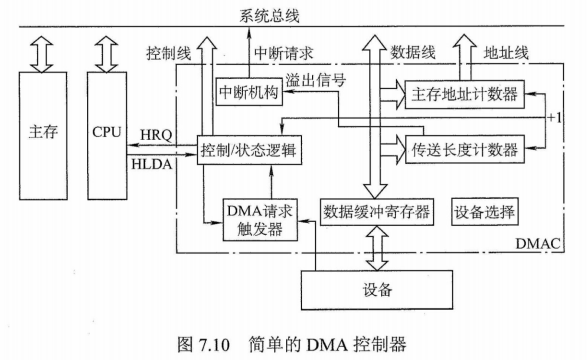 系统总线
控制线
中断请求
数据线
地址线
中断机构
溢出信号
主存地址计数器
主存
CPU
HRQ
HLDA
控制/状态逻辑
+1
传送长度计数器
DMA请求
触发器
数据缓冲寄存器
设备选择
DMAC
设备
图 7.10 简单的 DMA 控制器